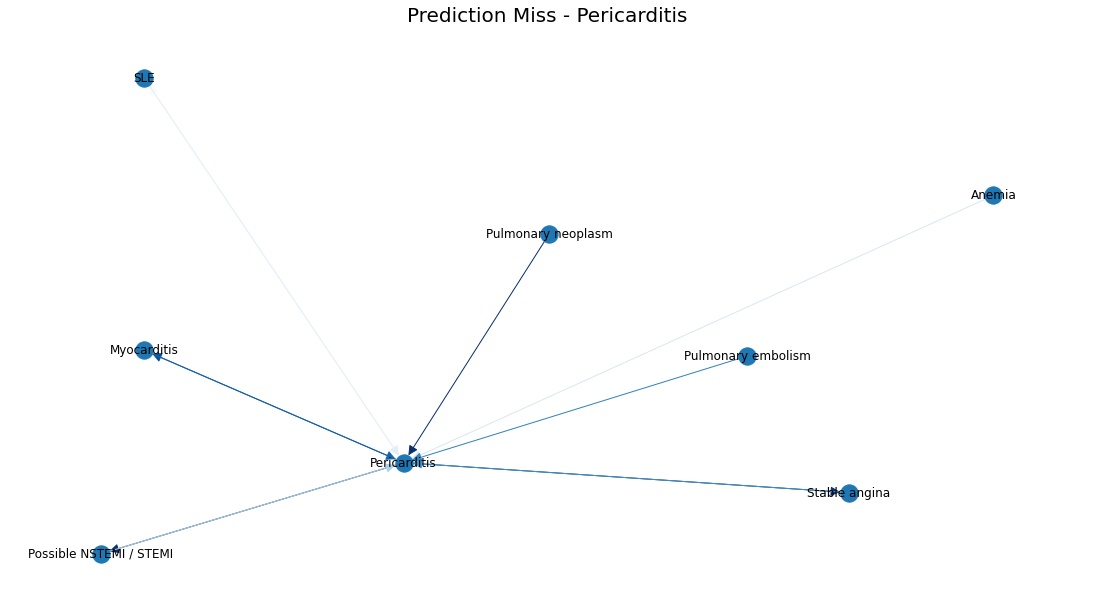 Prediction Miss - Pericarditis
SLE
Anemia
Pulmonary neoplasm
Myocarditis
Pulmonary embolism
Pericarditis
Stable angina
Possible NSTEMI / STEMI